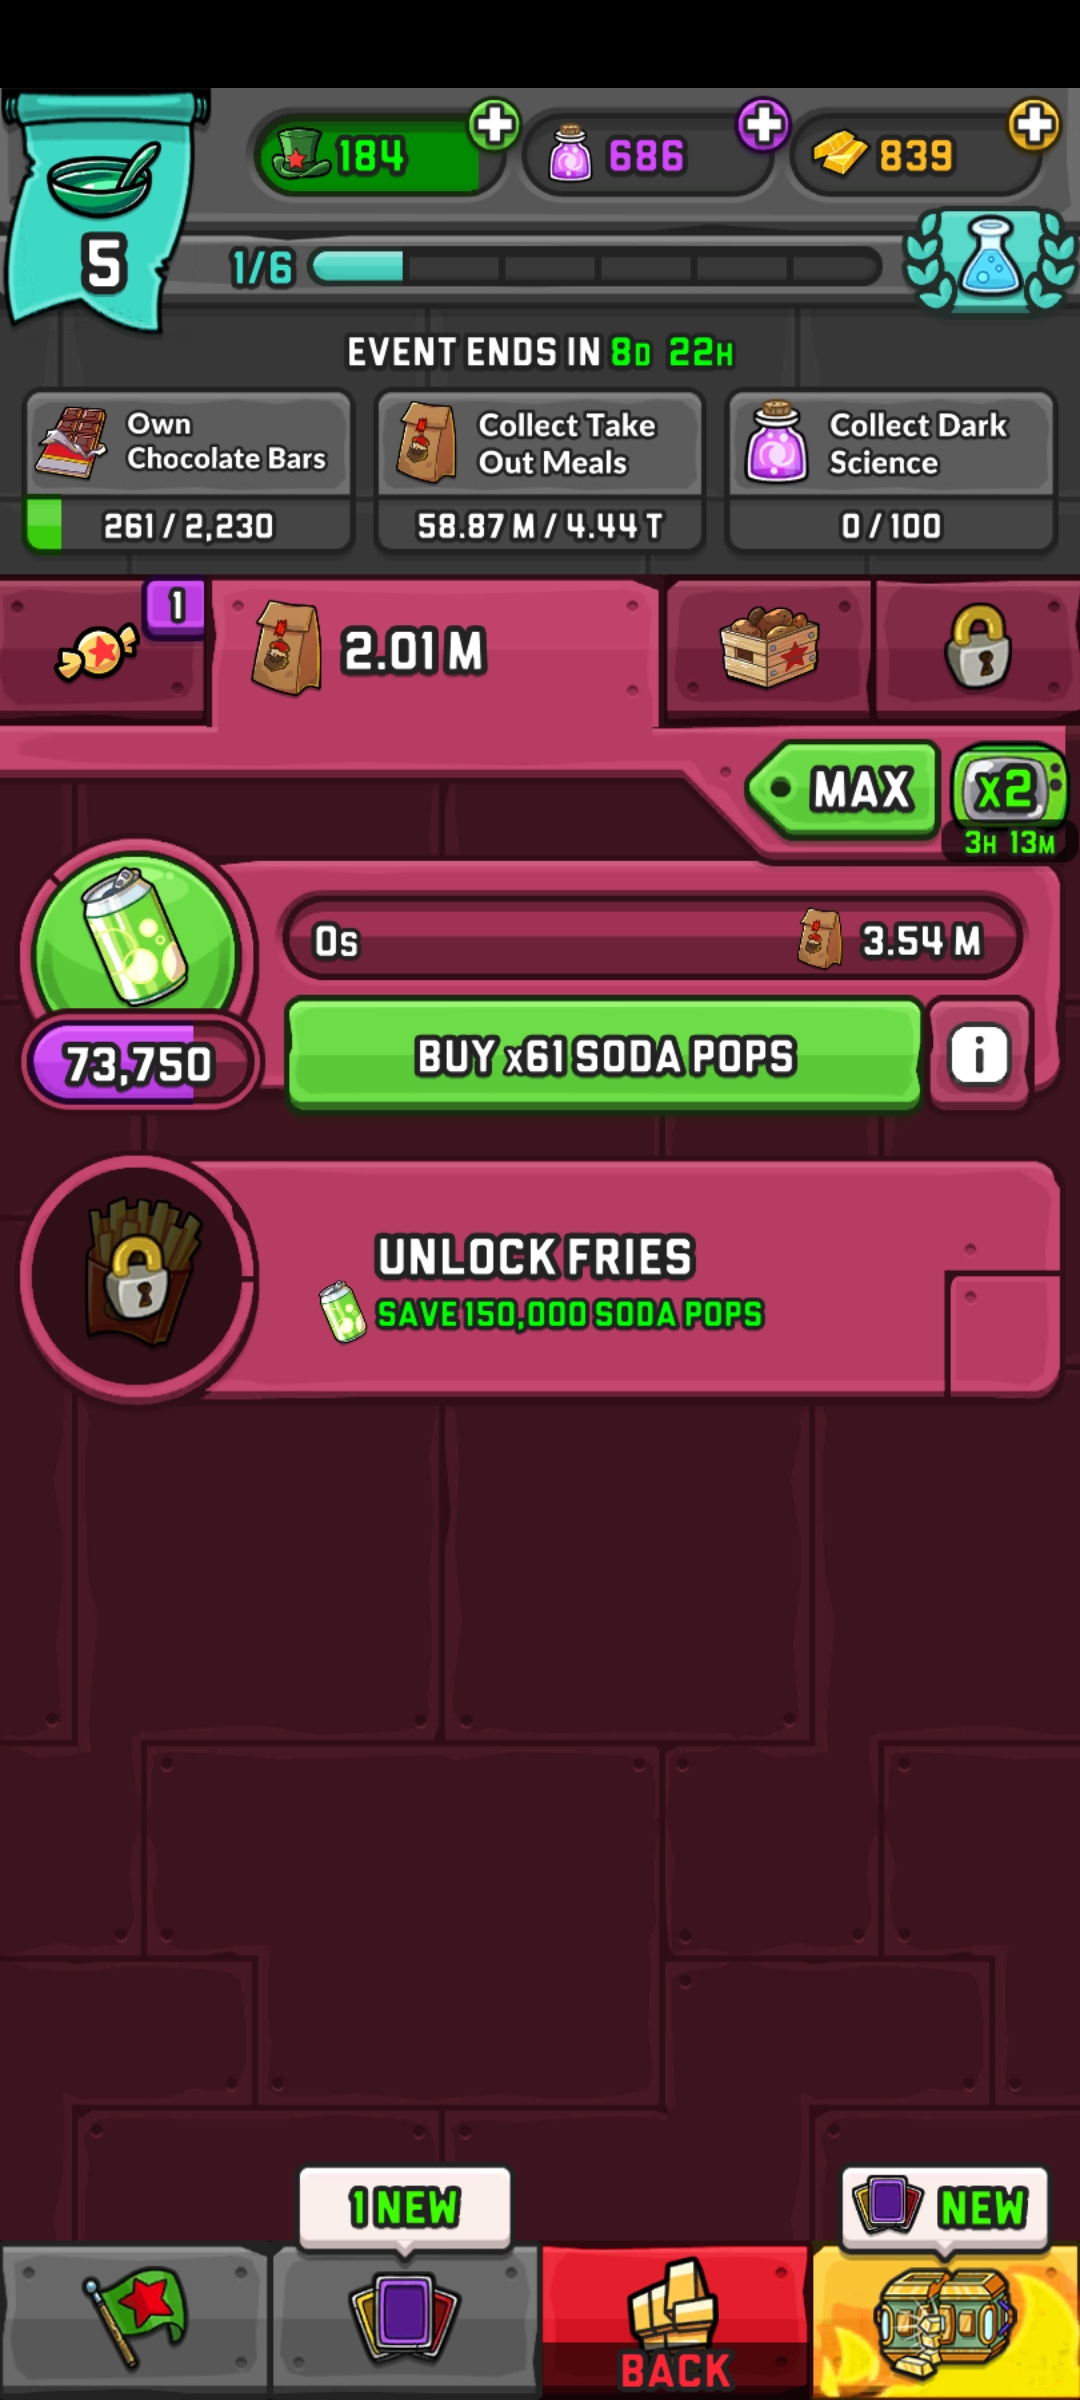 184
686
839
5
1/6
EVENT ENDS IN 8D 22H
Own
Chocolate Bars
261 / 2,230
Collect Take
Out Meals
58.87 M / 4.44 T
Collect Dark
Science
0 / 100
1
2.01 M
MAX
x2
3H 13M
0s
3.54 M
73,750
BUY x61 SODA POPS
i
UNLOCK FRIES
SAVE 150,000 SODA POPS
1 NEW
NEW
BACK